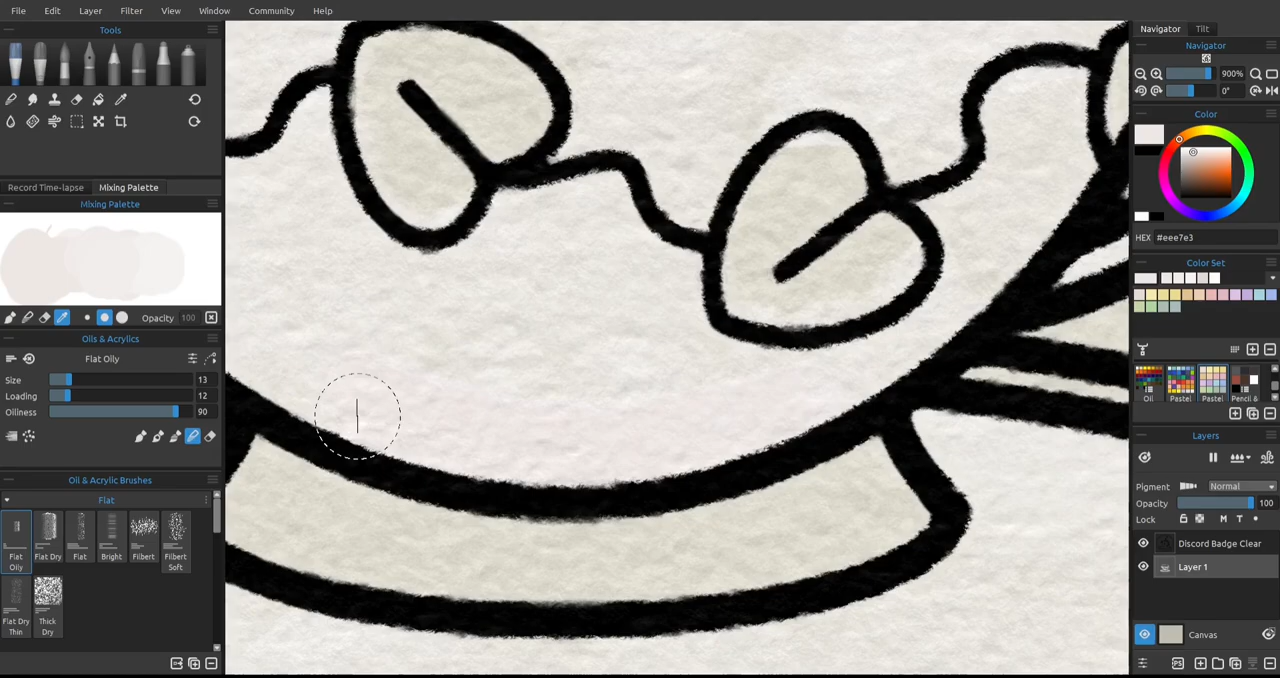 File Edit Layer Filter View Window Community Help
Tools
Record Time-lapse Mixing Palette
Mixing Palette
Opacity 100
Oils & Acrylics
Flat Oily
Size 13
Loading 12
Oiliness 90
Oil & Acrylic Brushes
Flat
Flat Oily
Flat Dry
Flat
Bright
Filbert
Filbert Soft
Flat Dry Thin
Thick Dry
Navigator Tilt
Navigator
900%
0°
Color
HEX #eee7e3
Color Set
Oil Pastel Pastel Pencil &
Layers
Pigment Normal
Opacity 100
Lock M T
Discord Badge Clear
Layer 1
Canvas
PS